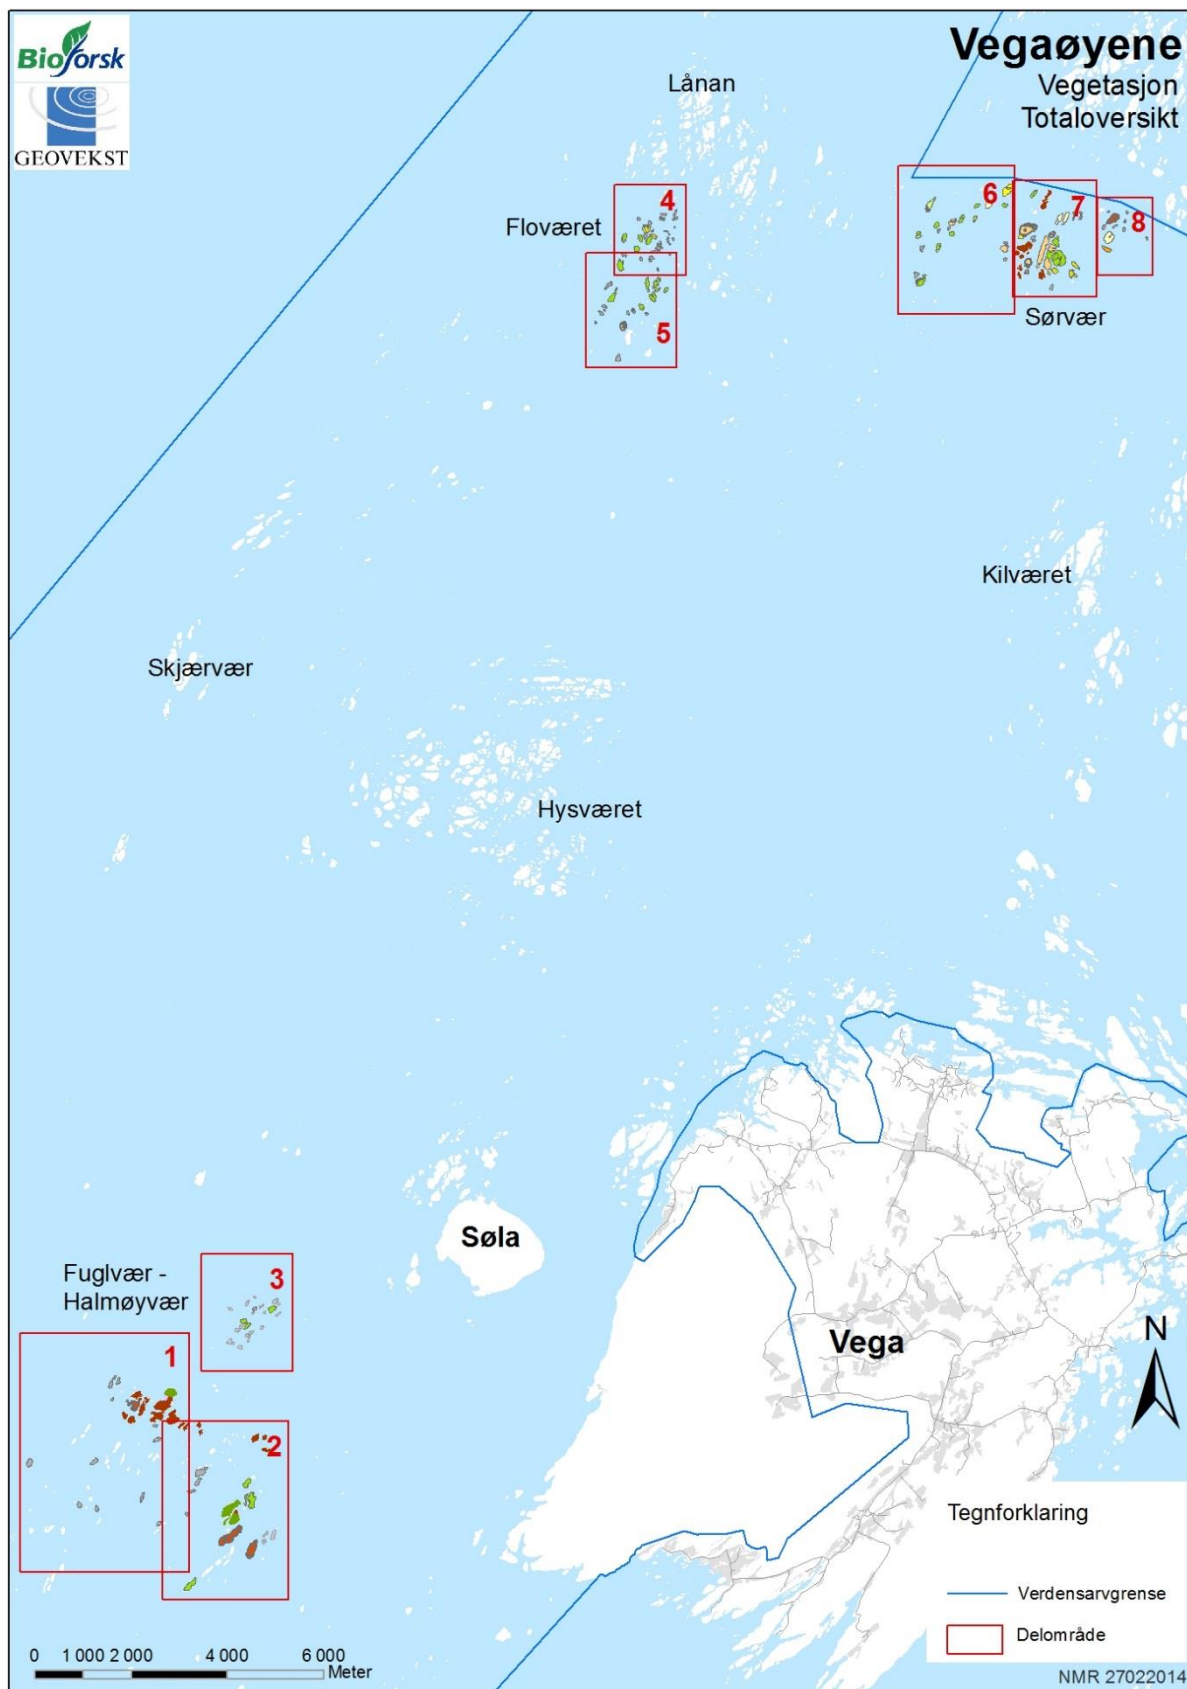 Bioforsk
GEOVEKST
Vegaøyene
Vegetasjon
Totaloversikt
Lånan
4
Floværet
5
6
7
8
Sørvær
Kilværet
Skjærvær
Hysværet
Søla
Vega
Fuglvær -
Halmøyvær
3
1
2
N
Tegnforklaring
Verdensarvgrense
Delområde
0 1 000 2 000 4 000 6 000
Meter
NMR 27022014